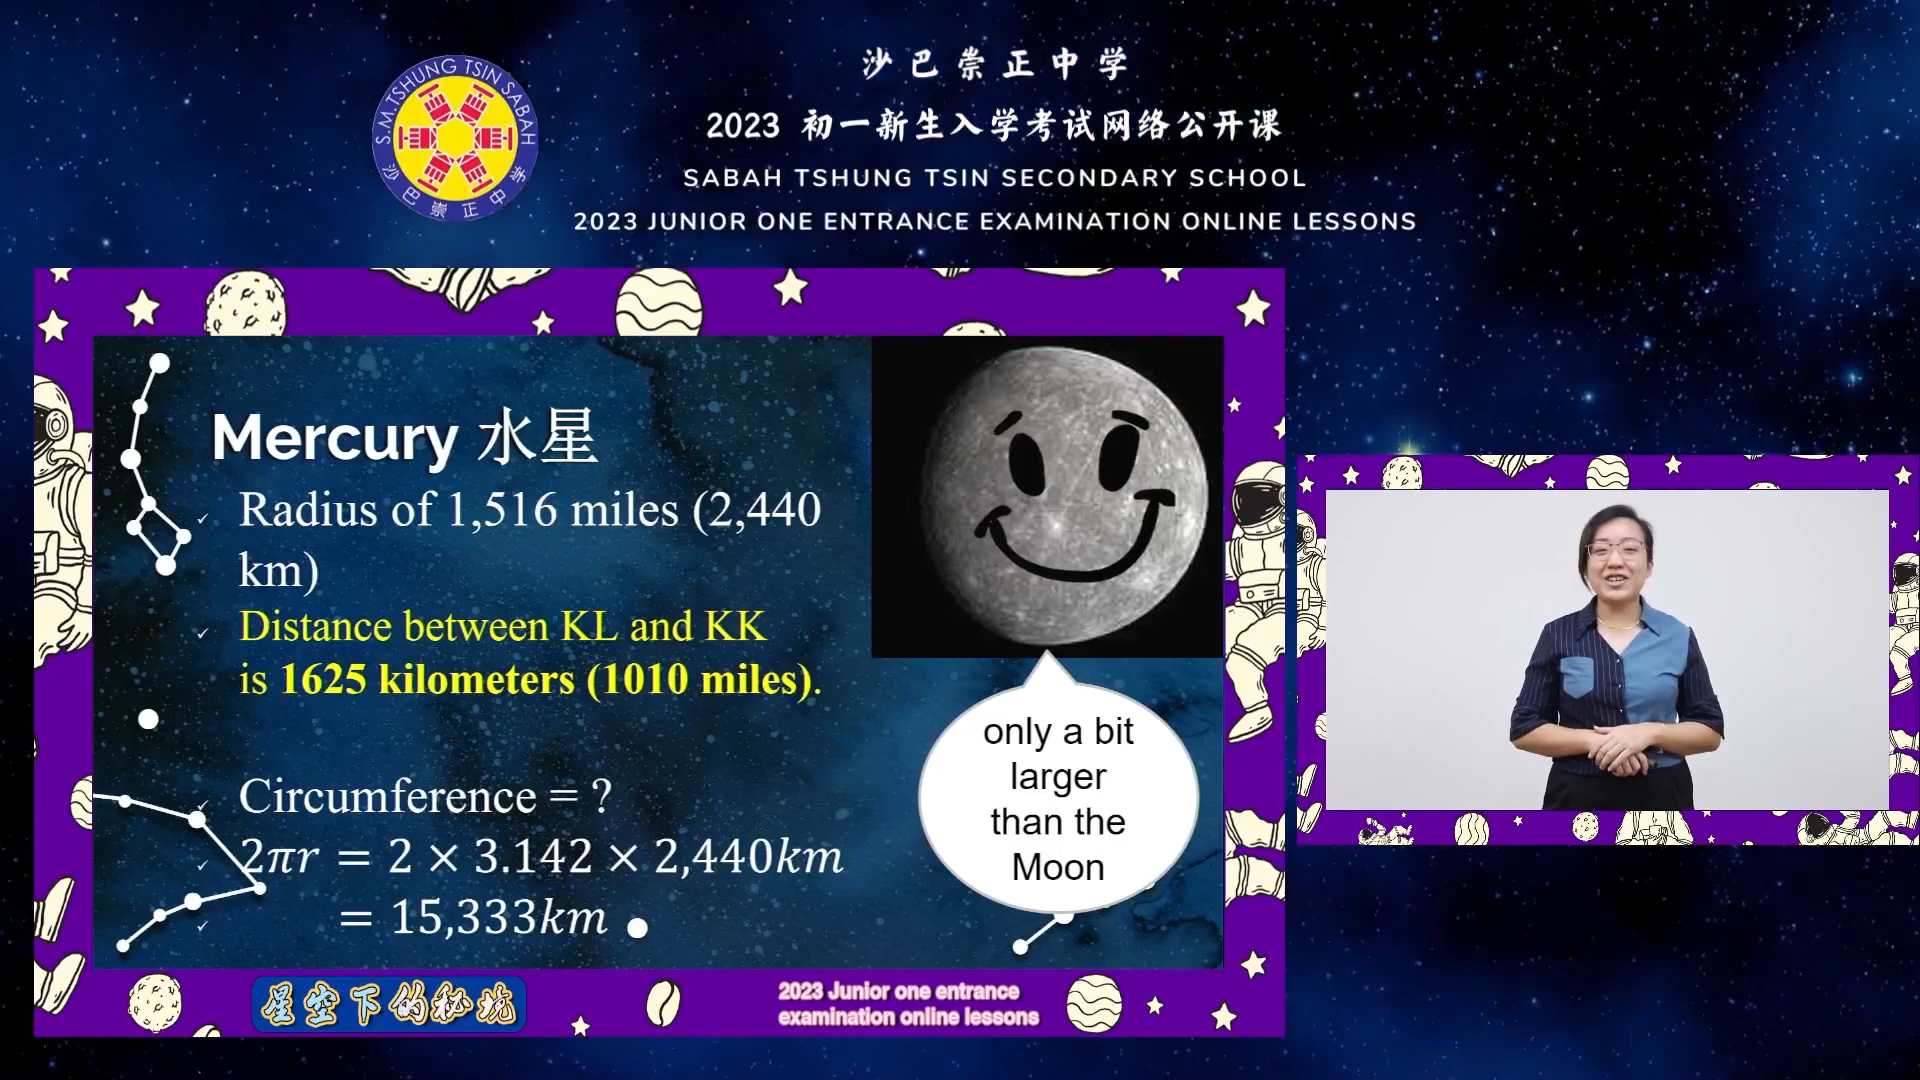 沙巴崇正中学
2023 初一新生入学考试网络公开课
SABAH TSHUNG TSIN SECONDARY SCHOOL
2023 JUNIOR ONE ENTRANCE EXAMINATION ONLINE LESSONS
S.M. TSHUNG TSIN SABAH
沙巴崇正中学
Mercury 水星
Radius of 1,516 miles (2,440
km)
Distance between KL and KK
is 1625 kilometers (1010 miles).
Circumference = ?
2πr = 2 × 3.142 × 2,440km
= 15,333km
only a bit
larger
than the
Moon
星空下的秘境
2023 Junior one entrance
examination online lessons